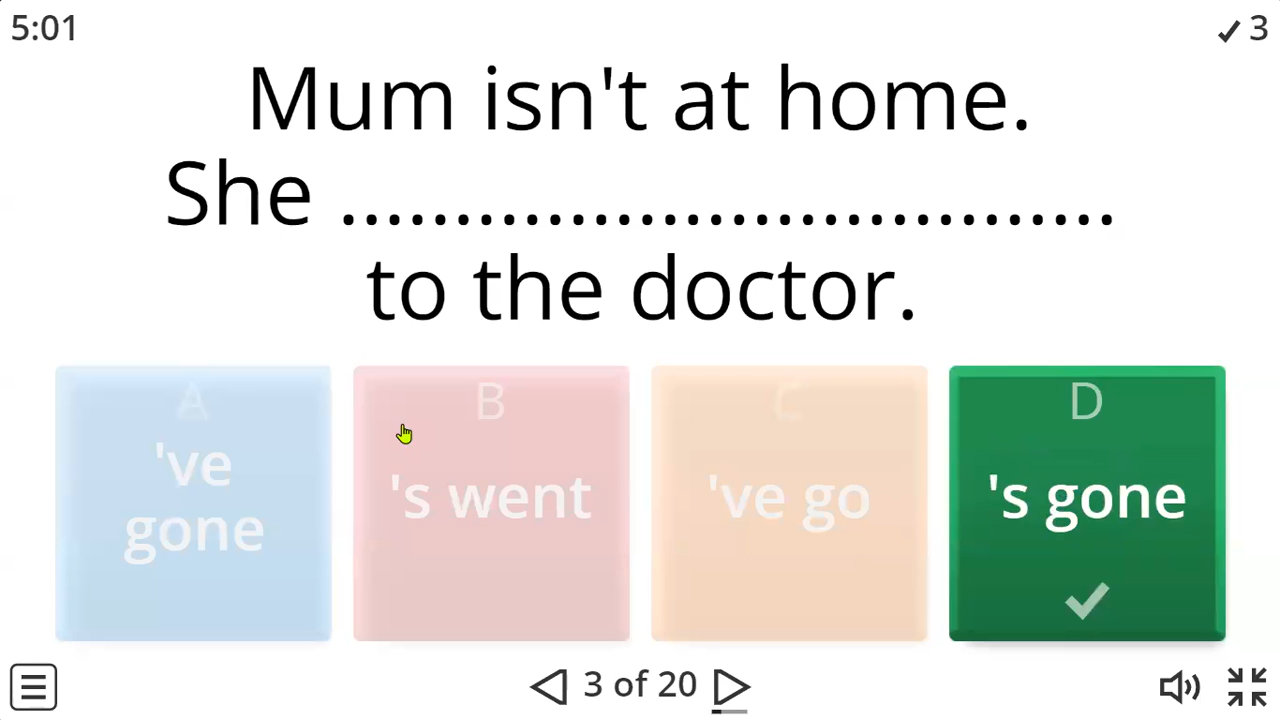 5:01
✓ 3
Mum isn't at home.
She .................................
to the doctor.
A
've
gone
B
's went
C
've go
D
's gone
3 of 20